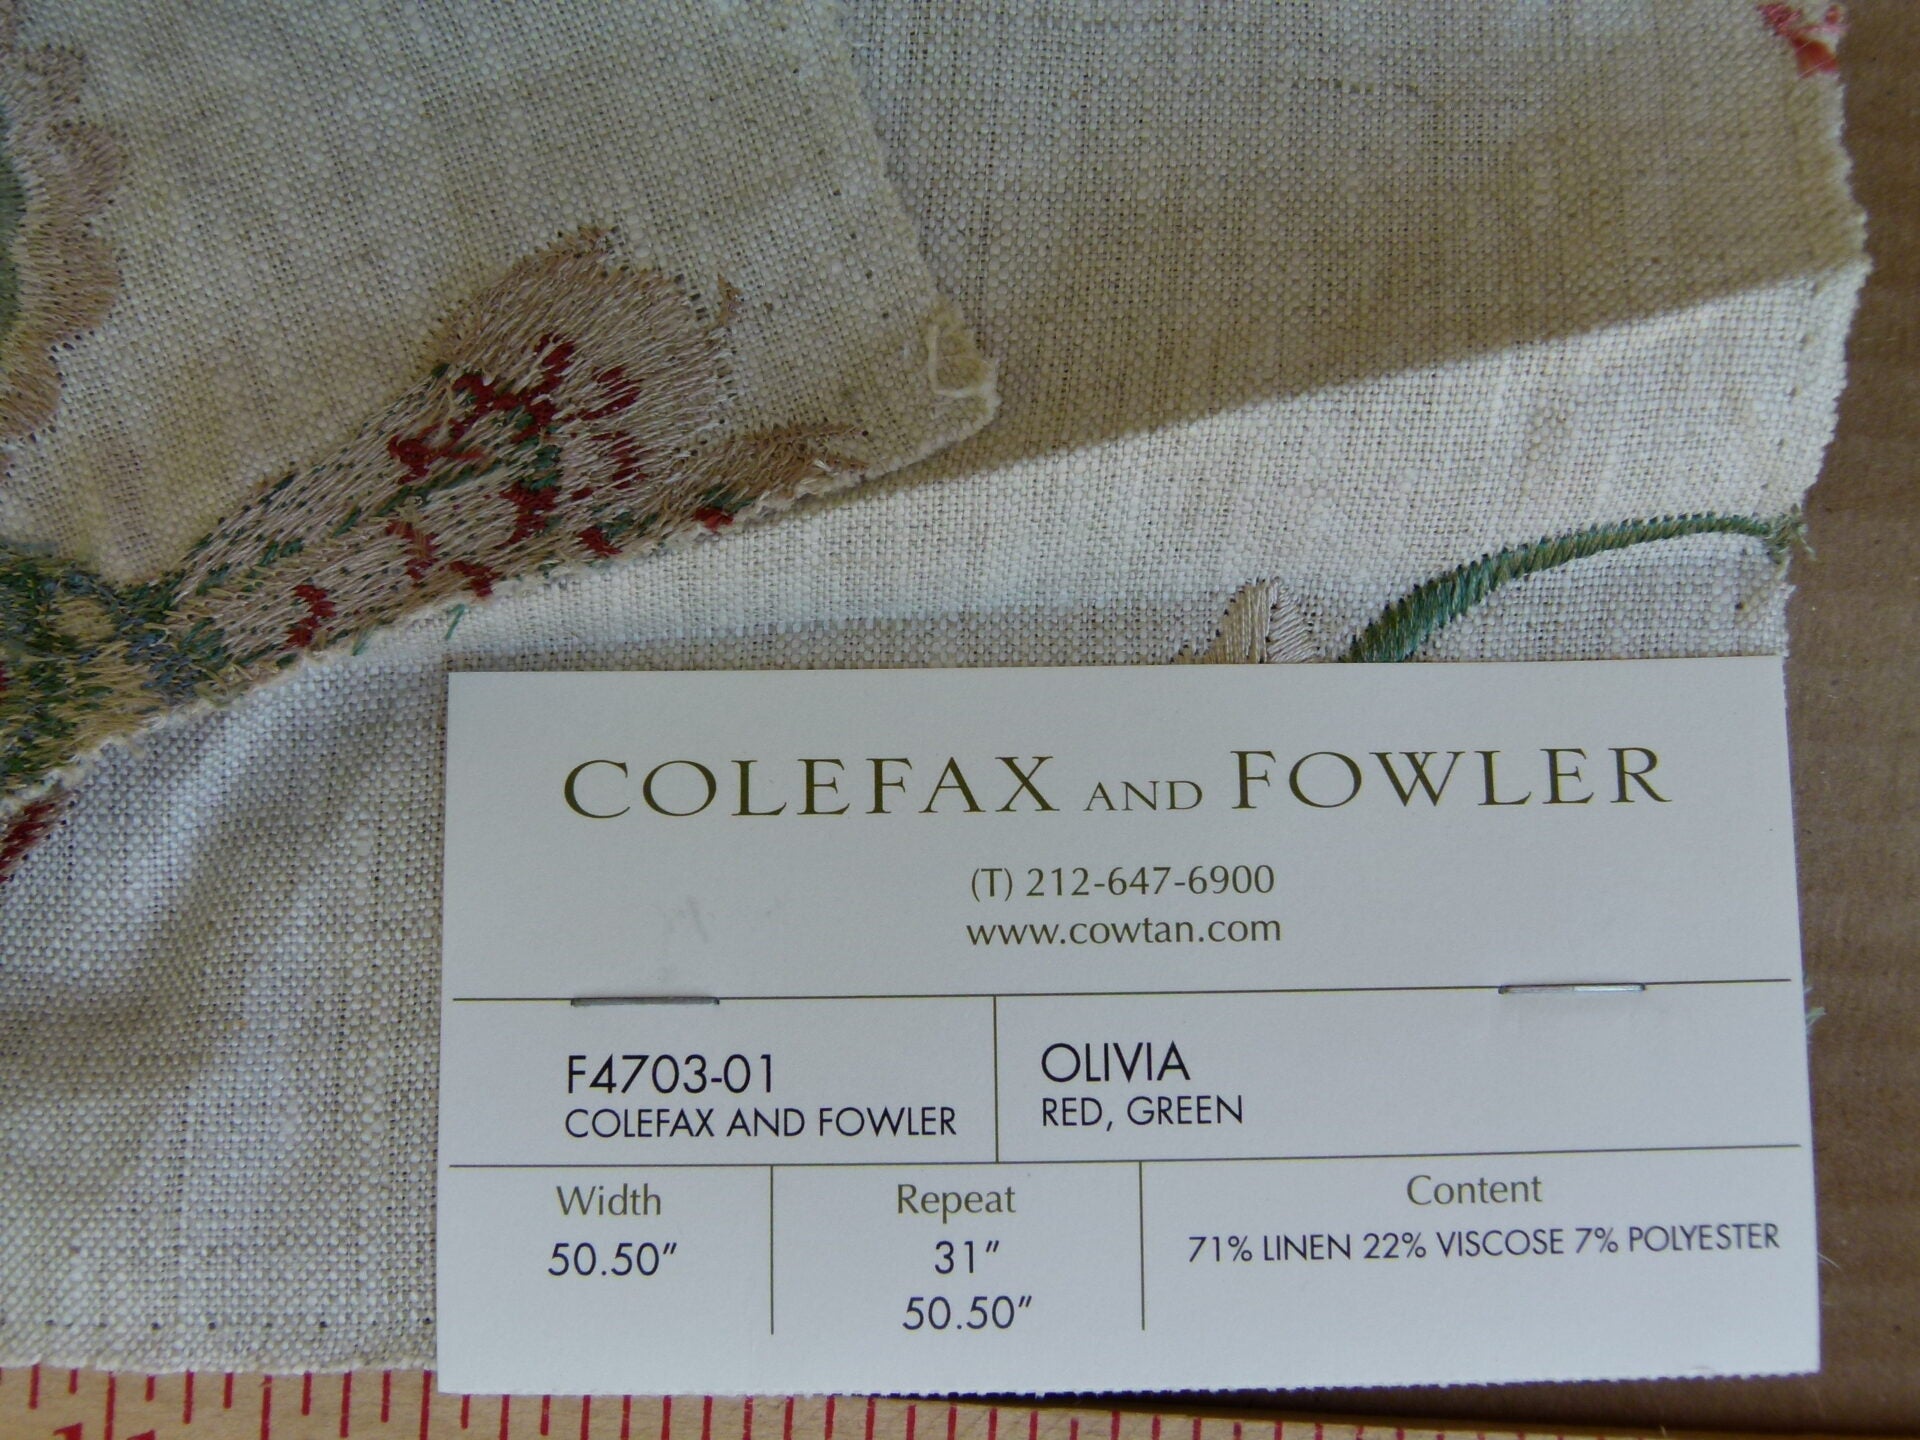 COLEFAX AND FOWLER
(T) 212-647-6900
www.cowtan.com
F4703-01
COLEFAX AND FOWLER
OLIVIA
RED, GREEN
Width
50.50″
Repeat
31″
50.50″
Content
71% LINEN 22% VISCOSE 7% POLYESTER